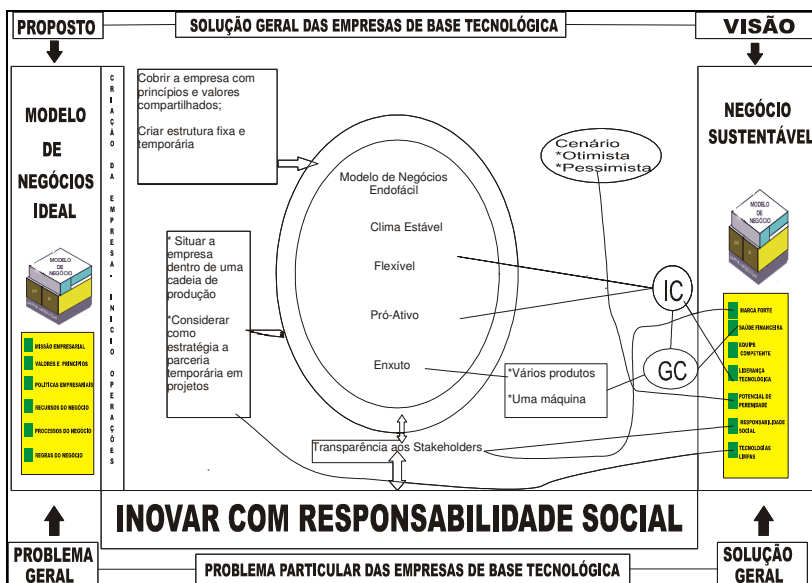 PROPOSTO
SOLUÇÃO GERAL DAS EMPRESAS DE BASE TECNOLÓGICA
VISÃO
MODELO
DE
NEGÓCIOS
IDEAL
MODELO
DE
NEGÓCIO
MISSÃO EMPRESARIAL
VALORES E PRINCÍPIOS
POLÍTICAS EMPRESARIAIS
RECURSOS DO NEGÓCIO
PROCESSOS DO NEGÓCIO
REGRAS DO NEGÓCIO
CRIAÇÃO DA EMPRESA. INICIO OPERAÇÕES
Cobrir a empresa com
princípios e valores
compartilhados;
Criar estrutura fixa e
temporária
* Situar a
empresa
dentro de uma
cadeia de
produção
*Considerar
como
estratégia a
parceria
temporária em
projetos
Modelo de Negócios
Endofácil
Clima Estável
Flexível
Pró-Ativo
Enxuto
Cenário
*Otimista
*Pessimista
IC
GC
*Vários produtos
*Uma máquina
Transparência aos Stakeholders
NEGÓCIO
SUSTENTÁVEL
MODELO
DE
NEGÓCIO
MARCA FORTE
SAÚDE FINANCEIRA
EQUIPE
COMPETENTE
LIDERANÇA
TECNOLÓGICA
POTENCIAL DE
PERENIDADE
RESPONSABILIDADE
SOCIAL
TECNOLOGIAS
LIMPAS
INOVAR COM RESPONSABILIDADE SOCIAL
PROBLEMA
GERAL
PROBLEMA PARTICULAR DAS EMPRESAS DE BASE TECNOLÓGICA
SOLUÇÃO
GERAL